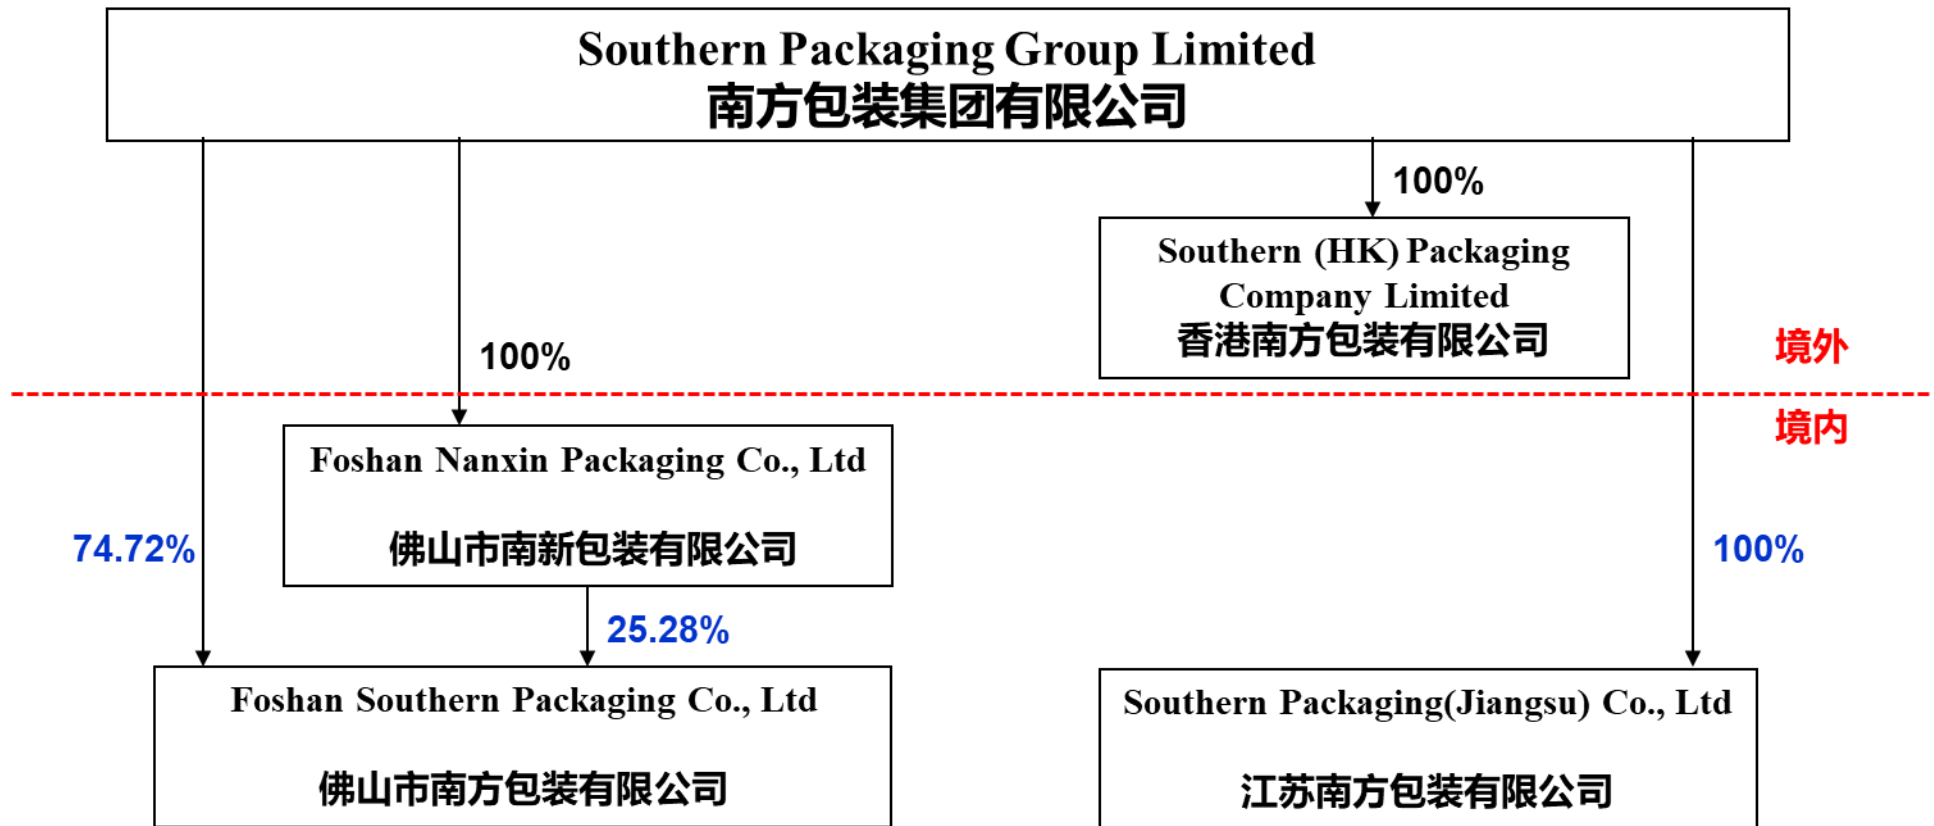 Southern Packaging Group Limited
南方包装集团有限公司
100%
Southern (HK) Packaging
Company Limited
香港南方包装有限公司
100%
境外
境内
Foshan Nanxin Packaging Co., Ltd
佛山市南新包装有限公司
74.72%
100%
25.28%
Foshan Southern Packaging Co., Ltd
佛山市南方包装有限公司
Southern Packaging(Jiangsu) Co., Ltd
江苏南方包装有限公司